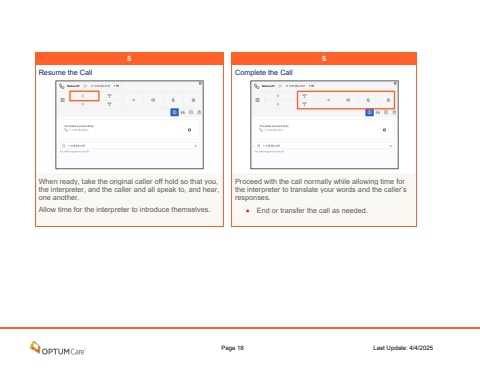 5
Resume the Call
When ready, take the original caller off hold so that you,
the interpreter, and the caller and all speak to, and hear,
one another.
Allow time for the interpreter to introduce themselves.
5
Complete the Call
Proceed with the call normally while allowing time for
the interpreter to translate your words and the caller's
responses.
● End or transfer the call as needed.
OPTUM Care
Page 18
Last Update: 4/4/2025